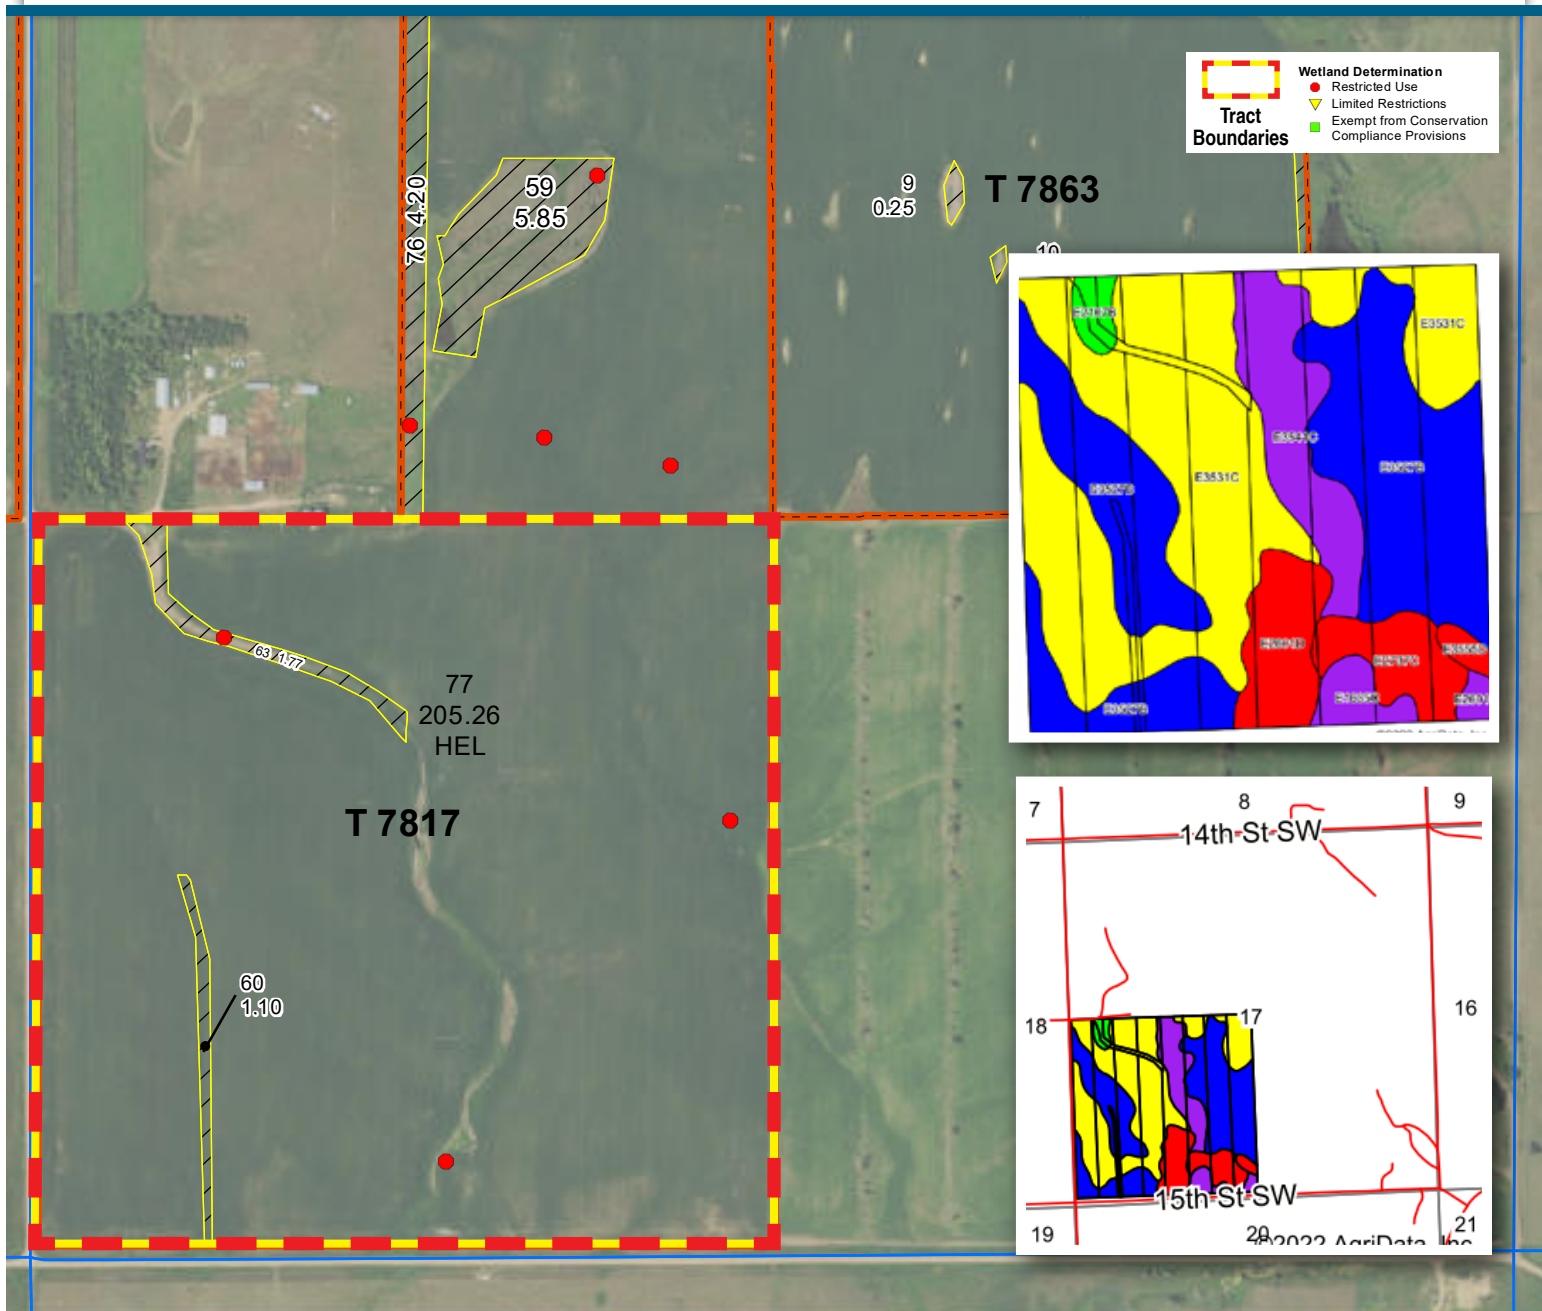 Wetland Determination
Restricted Use
Limited Restrictions
Exempt from Conservation
Compliance Provisions
Tract
Boundaries
76 4.20
59
5.85
9
0.25
T 7863
10
63 1.77
77
205.26
HEL
T 7817
60
1.10
E3531C
E3531C
7
8
9
14th St SW
18
17
16
15th St SW
19
20
21
©2022 AgriData, Inc